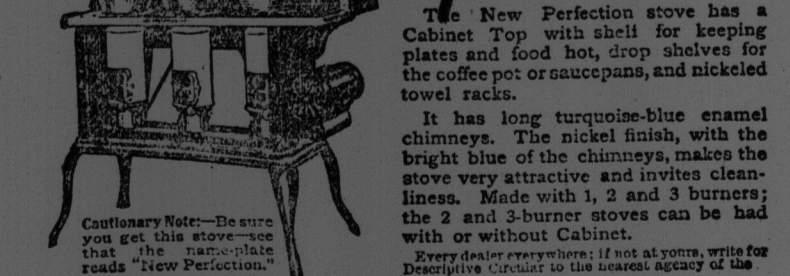 The New Perfection stove has a
Cabinet Top with shelf for keeping
plates and food hot, drop shelves for
the coffee pot or saucepans, and nickeled
towel racks.
It has long turquoise-blue enamel
chimneys. The nickel finish, with the
bright blue of the chimneys, makes the
stove very attractive and invites clean-
liness. Made with 1, 2 and 3 burners;
the 2 and 3-burner stoves can be had
with or without Cabinet.
Every dealer everywhere; if not at yours, write for
Descriptive Circular to the nearest agency of the
Cautionary Note:—Be sure
you get this stove—see
that the name-plate
reads "New Perfection."